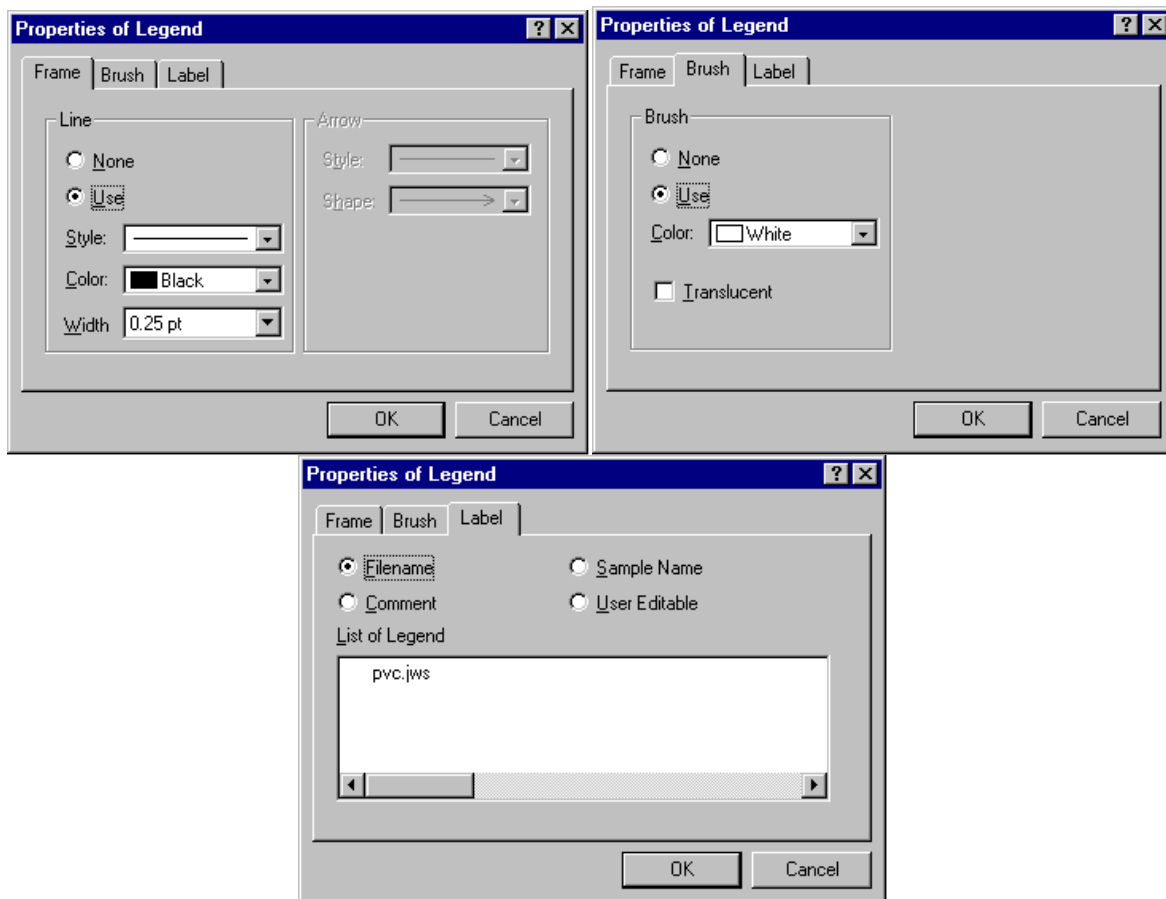 Properties of Legend
Frame Brush Label
Line
None
Use
Style:
Color: Black
Width 0.25 pt
Arrow
Style:
Shape:
OK Cancel
Properties of Legend
Frame Brush Label
Brush
None
Use
Color: White
Translucent
OK Cancel
Properties of Legend
Frame Brush Label
Filename Sample Name
Comment User Editable
List of Legend
pvc.jws
OK Cancel